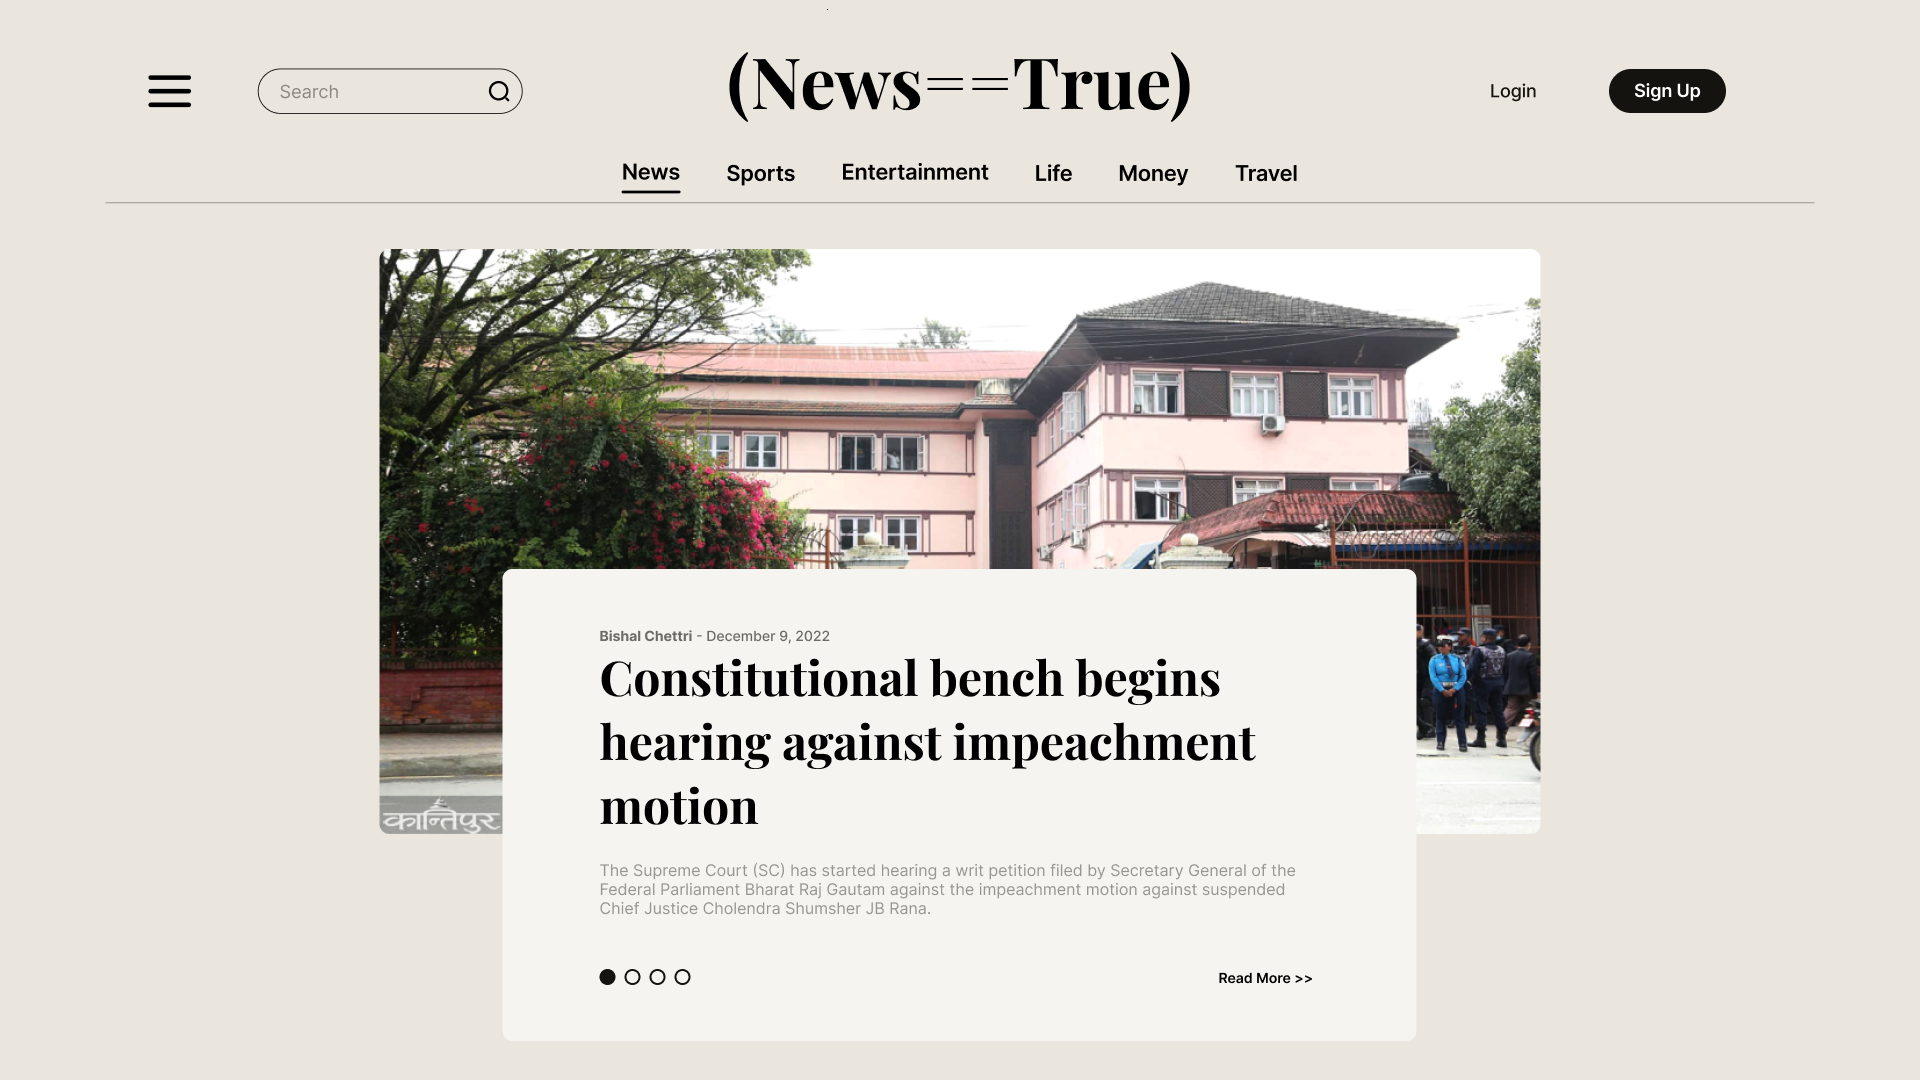 Search
(News==True)
Login
Sign Up
News
Sports
Entertainment
Life
Money
Travel
कान्तिपुर
Bishal Chettri - December 9, 2022
Constitutional bench begins
hearing against impeachment
motion
The Supreme Court (SC) has started hearing a writ petition filed by Secretary General of the
Federal Parliament Bharat Raj Gautam against the impeachment motion against suspended
Chief Justice Cholendra Shumsher JB Rana.
Read More >>